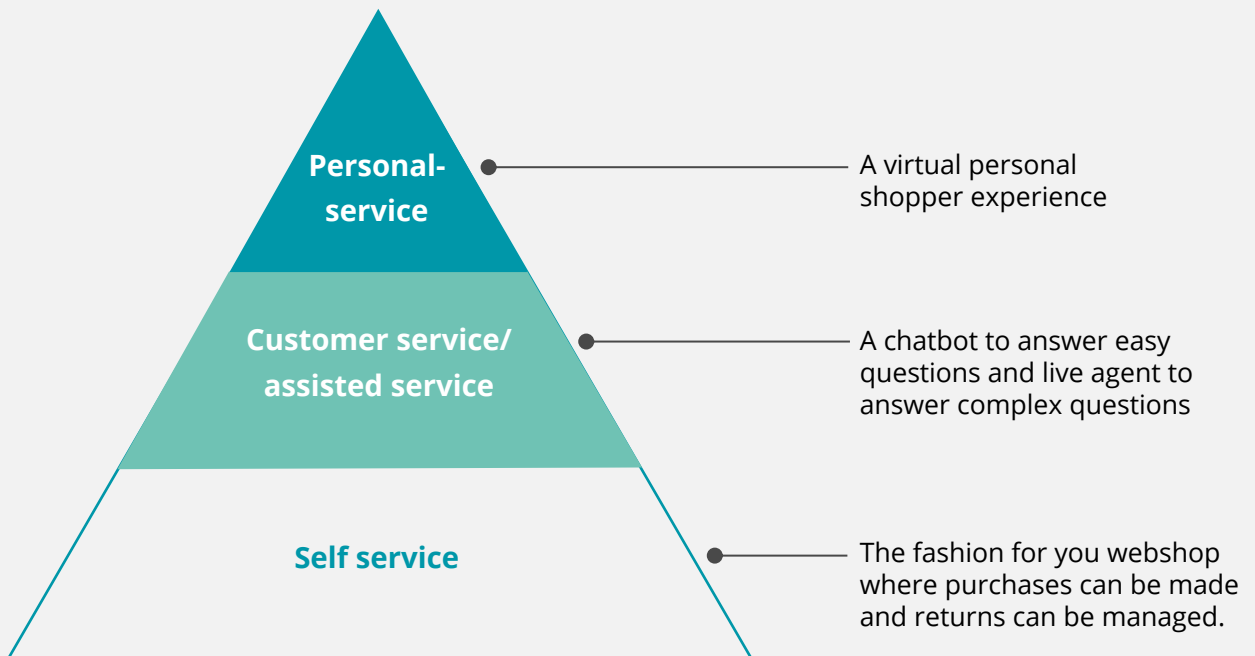 Personal-
service
A virtual personal
shopper experience
Customer service/
assisted service
A chatbot to answer easy
questions and live agent to
answer complex questions
Self service
The fashion for you webshop
where purchases can be made
and returns can be managed.